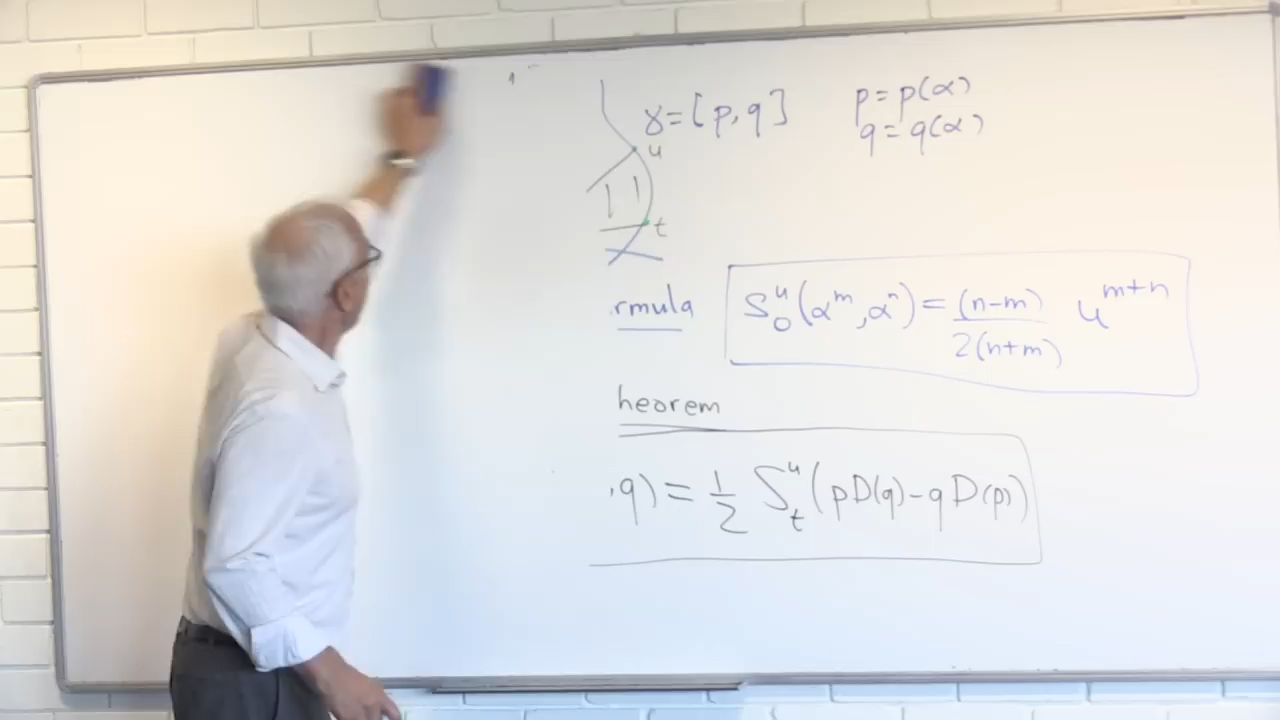 γ=[p,q] p=p(α)
q=q(α)
u
t
rmula S₀ᵘ(αᵐ,αⁿ)=(n-m)/2(n+m) uᵐ⁺ⁿ
heorem
,q) = 1/2 Sₜᵘ(pD(q)-qD(p))